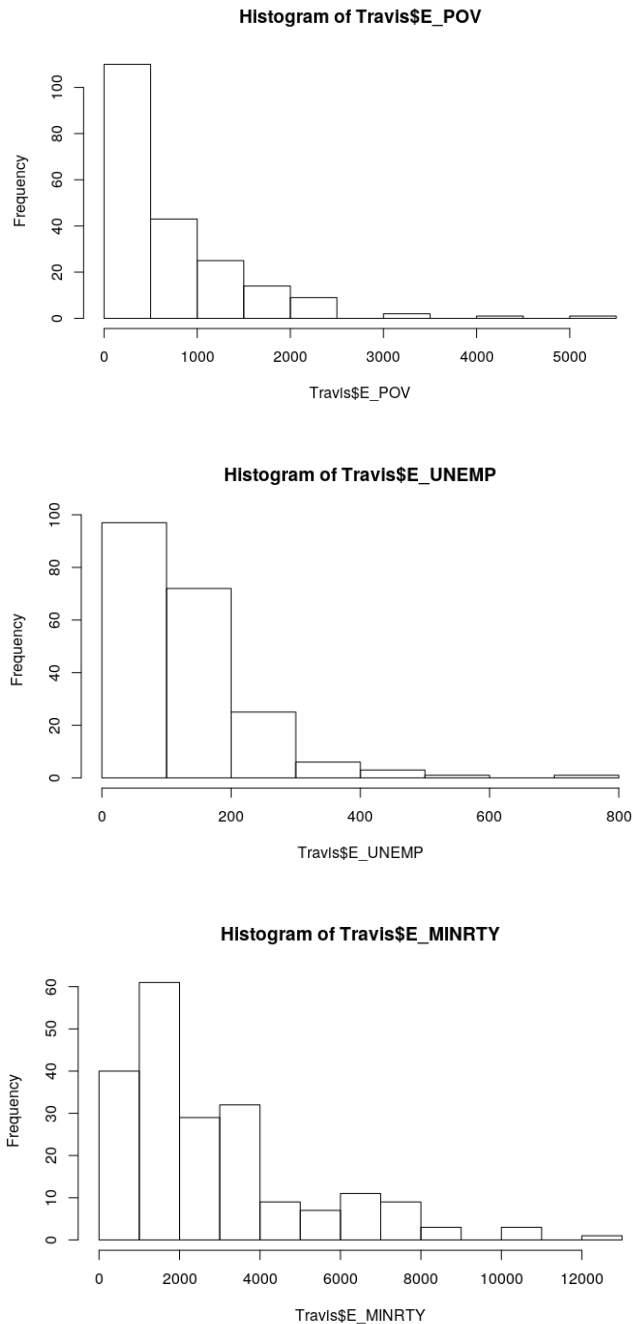 Histogram of Travis$E_POV
Frequency
100
80
60
40
20
0
0 1000 2000 3000 4000 5000
Travis$E_POV
Histogram of Travis$E_UNEMP
Frequency
100
80
60
40
20
0
0 200 400 600 800
Travis$E_UNEMP
Histogram of Travis$E_MINRTY
Frequency
60
50
40
30
20
10
0
0 2000 4000 6000 8000 10000 12000
Travis$E_MINRTY